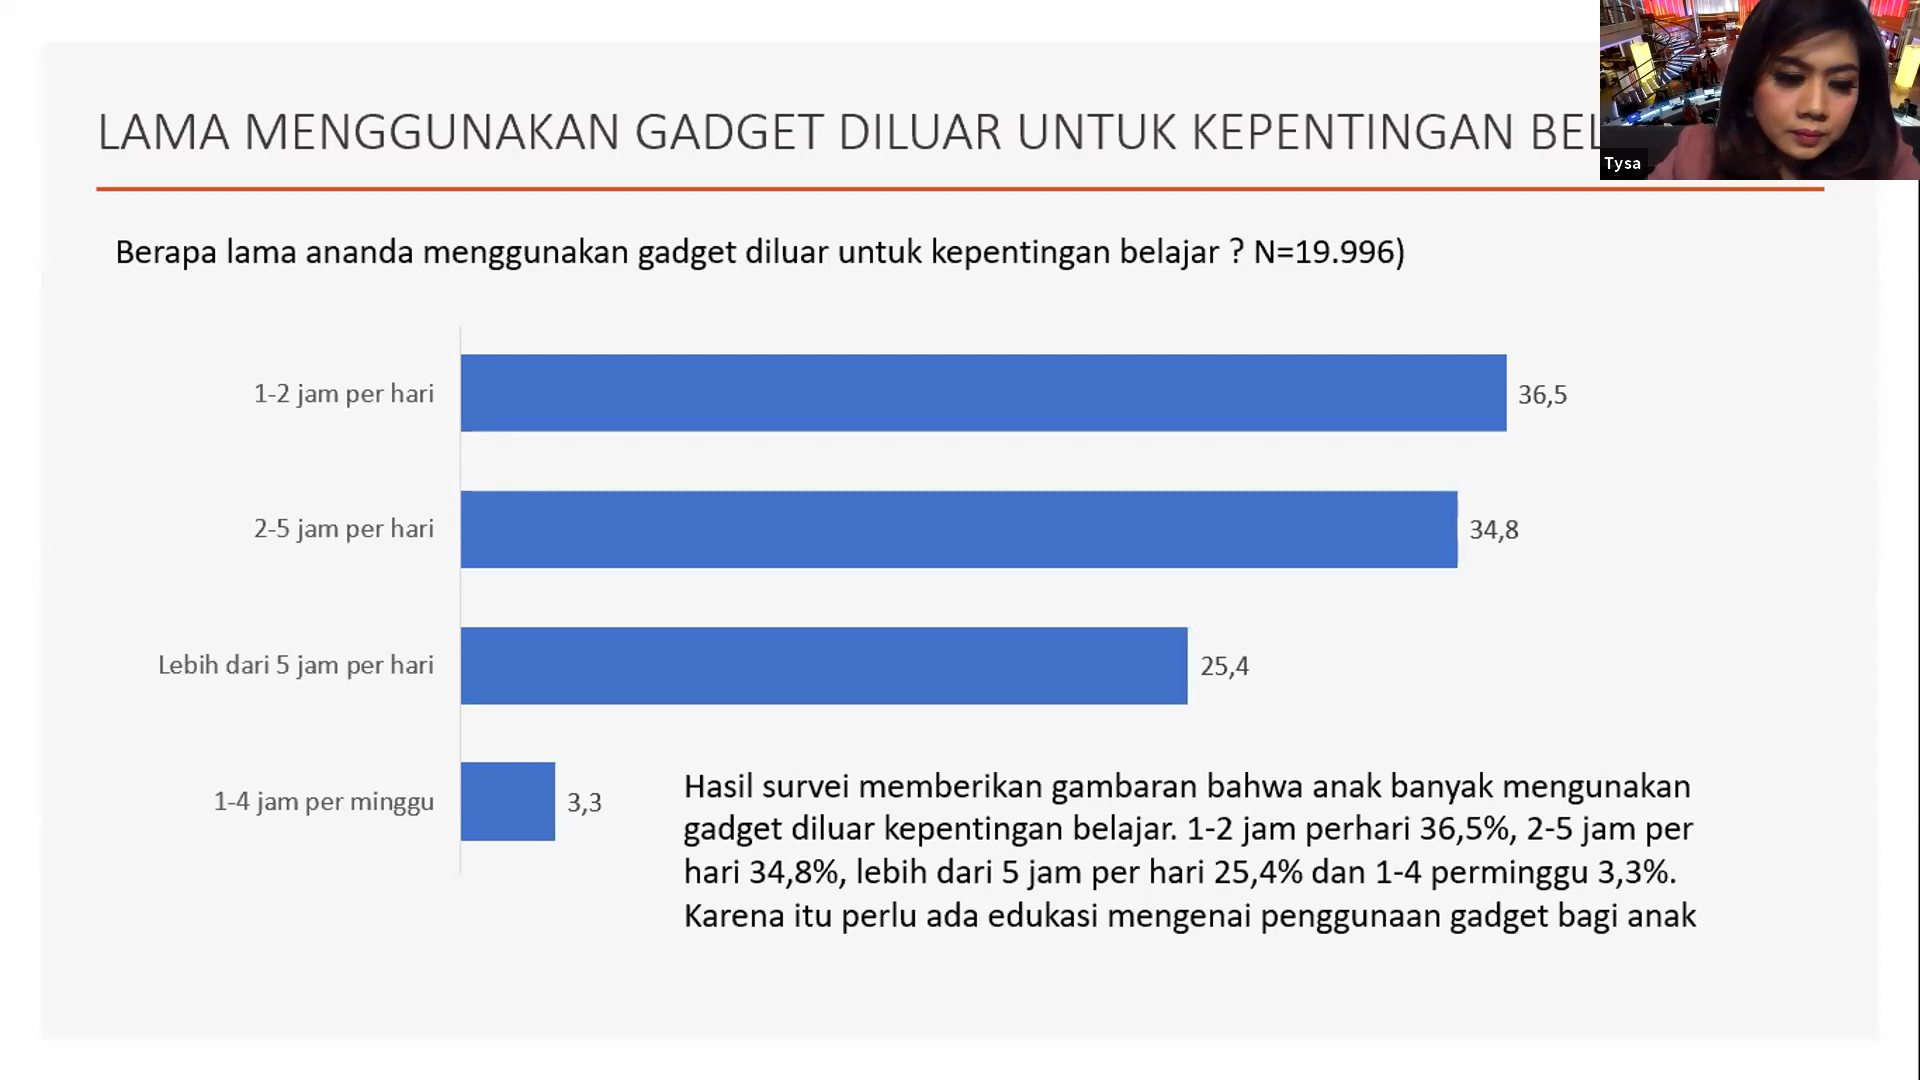 LAMA MENGGUNAKAN GADGET DILUAR UNTUK KEPENTINGAN
Tysa
Berapa lama ananda menggunakan gadget diluar untuk kepentingan belajar ? N=19.996)
1-2 jam per hari 36,5
2-5 jam per hari 34,8
Lebih dari 5 jam per hari 25,4
1-4 jam per minggu 3,3
Hasil survei memberikan gambaran bahwa anak banyak mengunakan
gadget diluar kepentingan belajar. 1-2 jam perhari 36,5%, 2-5 jam per
hari 34,8%, lebih dari 5 jam per hari 25,4% dan 1-4 perminggu 3,3%.
Karena itu perlu ada edukasi mengenai penggunaan gadget bagi anak